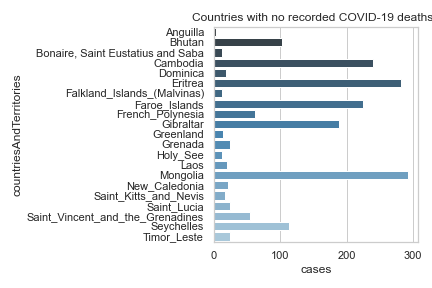 Countries with no recorded COVID-19 deaths
countriesAndTerritories
Anguilla
Bhutan
Bonaire, Saint Eustatius and Saba
Cambodia
Dominica
Eritrea
Falkland_Islands_(Malvinas)
Faroe_Islands
French_Polynesia
Gibraltar
Greenland
Grenada
Holy_See
Laos
Mongolia
New_Caledonia
Saint_Kitts_and_Nevis
Saint_Lucia
Saint_Vincent_and_the_Grenadines
Seychelles
Timor_Leste
0 100 200 300
cases